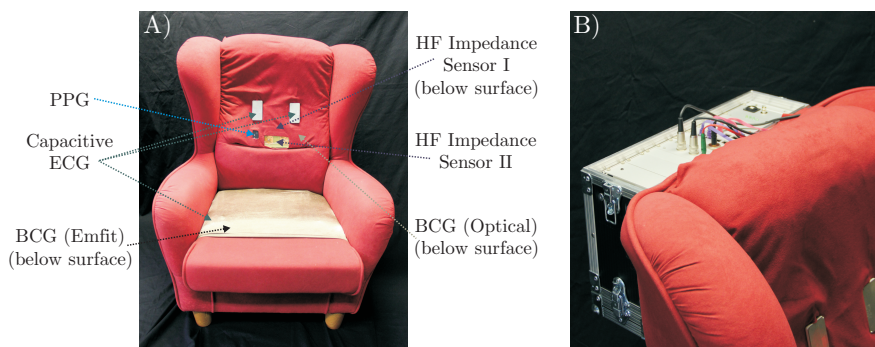 A)
HF Impedance
Sensor I
(below surface)
PPG
Capacitive
ECG
HF Impedance
Sensor II
BCG (Emfit)
(below surface)
BCG (Optical)
(below surface)
B)